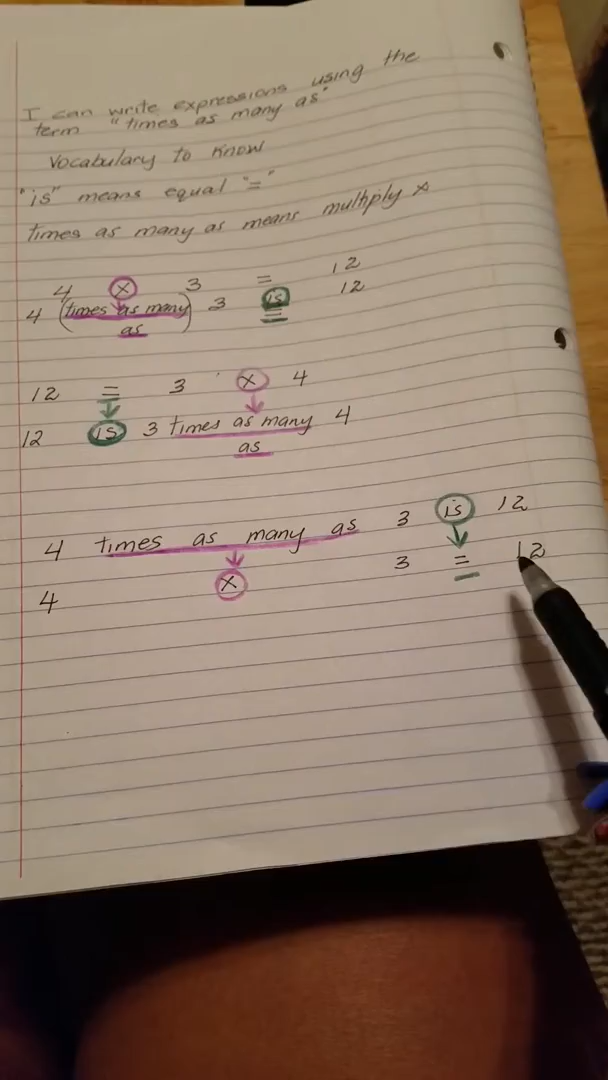 I can write expressions using the
term "times as many as"
Vocabulary to know
"is" means equal "="
times as many as means multiply x
4 x 3 = 12
4 (times as many) 3 is 12
as =
12 = 3 x 4
12 is 3 times as many 4
as
4 times as many as 3 is 12
4 x 3 = 12